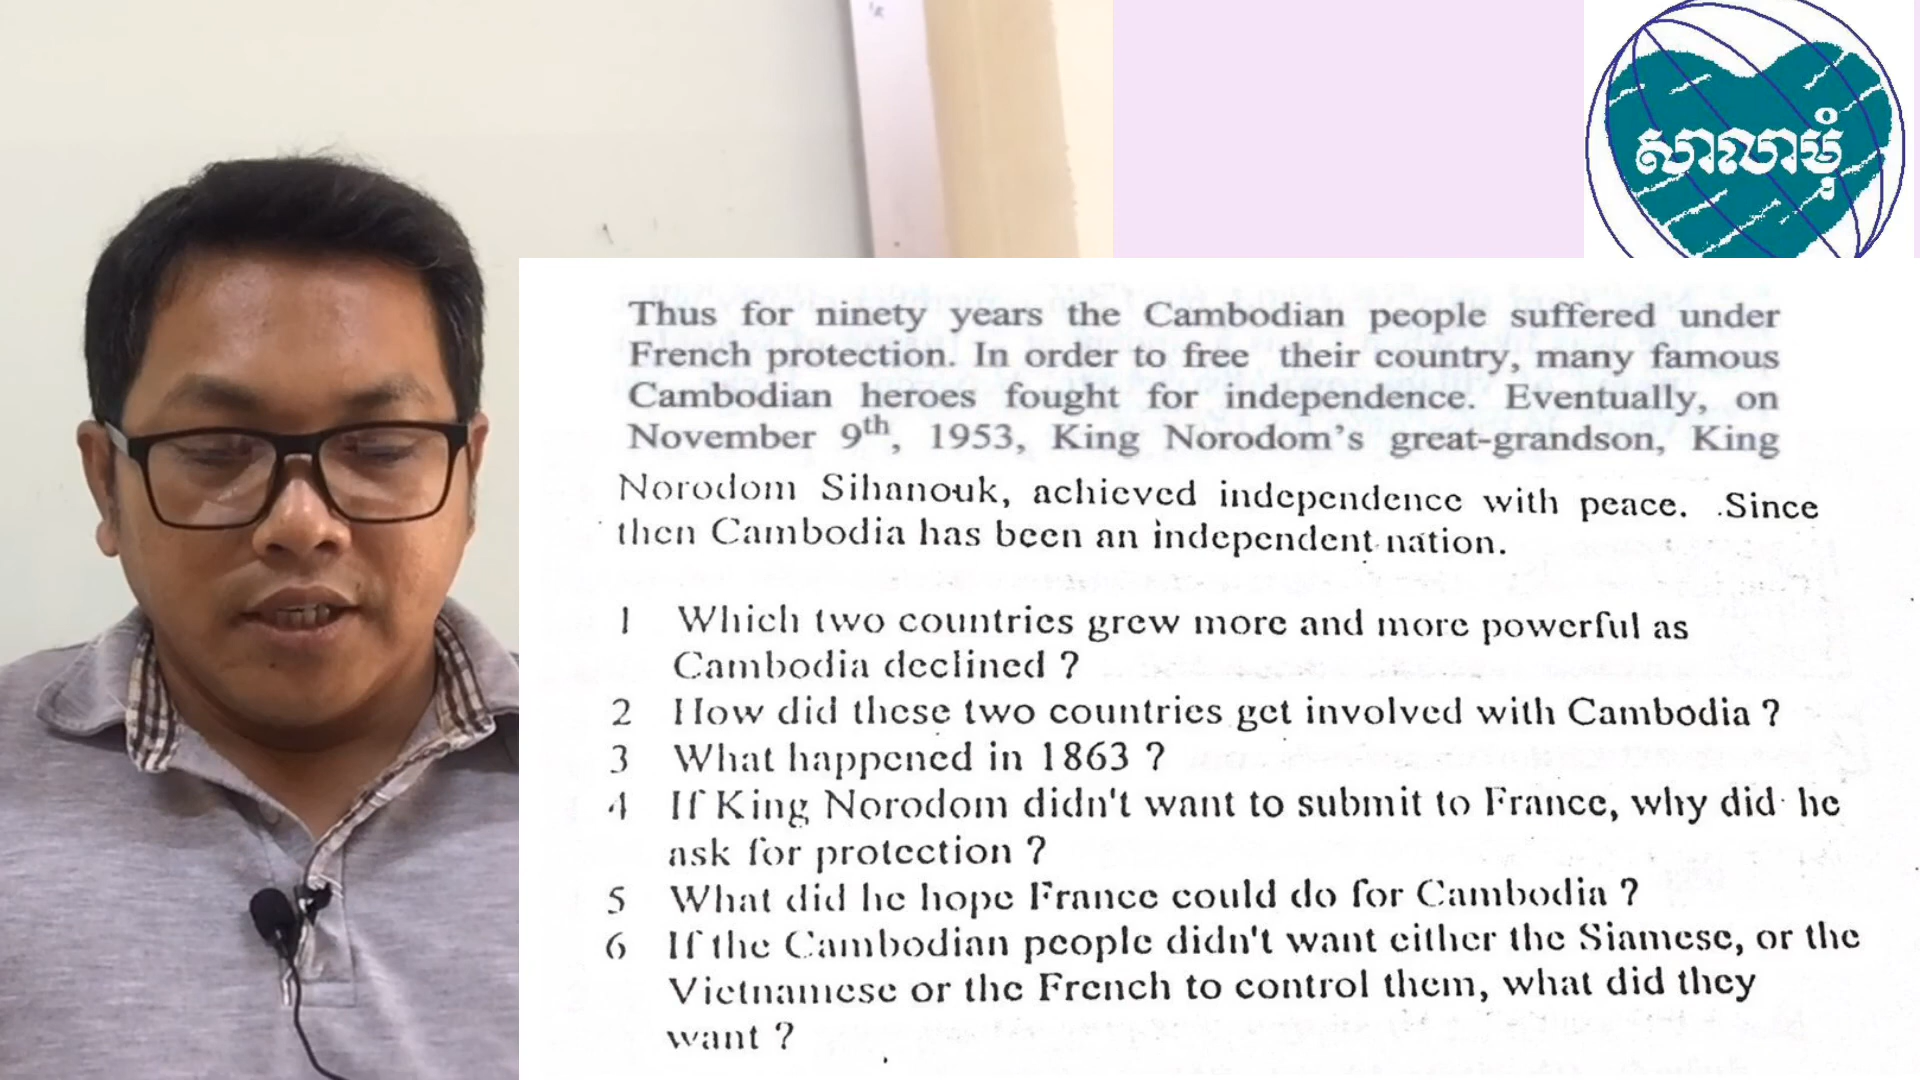 សាលាមុំ
Thus for ninety years the Cambodian people suffered under
French protection. In order to free their country, many famous
Cambodian heroes fought for independence. Eventually, on
November 9th, 1953, King Norodom's great-grandson, King
Norodom Sihanouk, achieved independence with peace. Since
then Cambodia has been an independent nation.
1 Which two countries grew more and more powerful as
Cambodia declined ?
2 How did these two countries get involved with Cambodia ?
3 What happened in 1863 ?
4 If King Norodom didn't want to submit to France, why did he
ask for protection ?
5 What did he hope France could do for Cambodia ?
6 If the Cambodian people didn't want either the Siamese, or the
Vietnamese or the French to control them, what did they
want ?